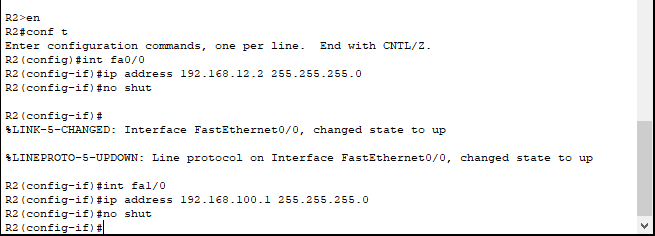 R2>en
R2#conf t
Enter configuration commands, one per line.  End with CNTL/Z.
R2(config)#int fa0/0
R2(config-if)#ip address 192.168.12.2 255.255.255.0
R2(config-if)#no shut
R2(config-if)#
%LINK-5-CHANGED: Interface FastEthernet0/0, changed state to up
%LINEPROTO-5-UPDOWN: Line protocol on Interface FastEthernet0/0, changed state to up
R2(config-if)#int fa1/0
R2(config-if)#ip address 192.168.100.1 255.255.255.0
R2(config-if)#no shut
R2(config-if)#